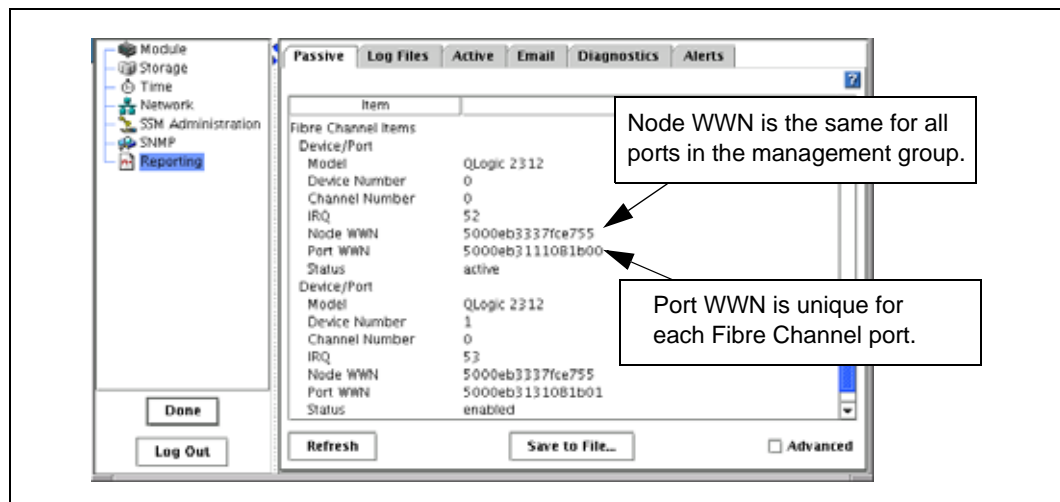 Module
Storage
Time
Network
SSM Administration
SNMP
Reporting
Done
Log Out
Passive Log Files Active Email Diagnostics Alerts
?
Item
Fibre Channel Items
Device/Port
Model QLogic 2312
Device Number 0
Channel Number 0
IRQ 52
Node WWN 5000eb3337fce755
Port WWN 5000eb3111081b00
Status active
Device/Port
Model QLogic 2312
Device Number 1
Channel Number 0
IRQ 53
Node WWN 5000eb3337fce755
Port WWN 5000eb3131081b01
Status enabled
Refresh Save to File... Advanced
Node WWN is the same for all
ports in the management group.
Port WWN is unique for
each Fibre Channel port.